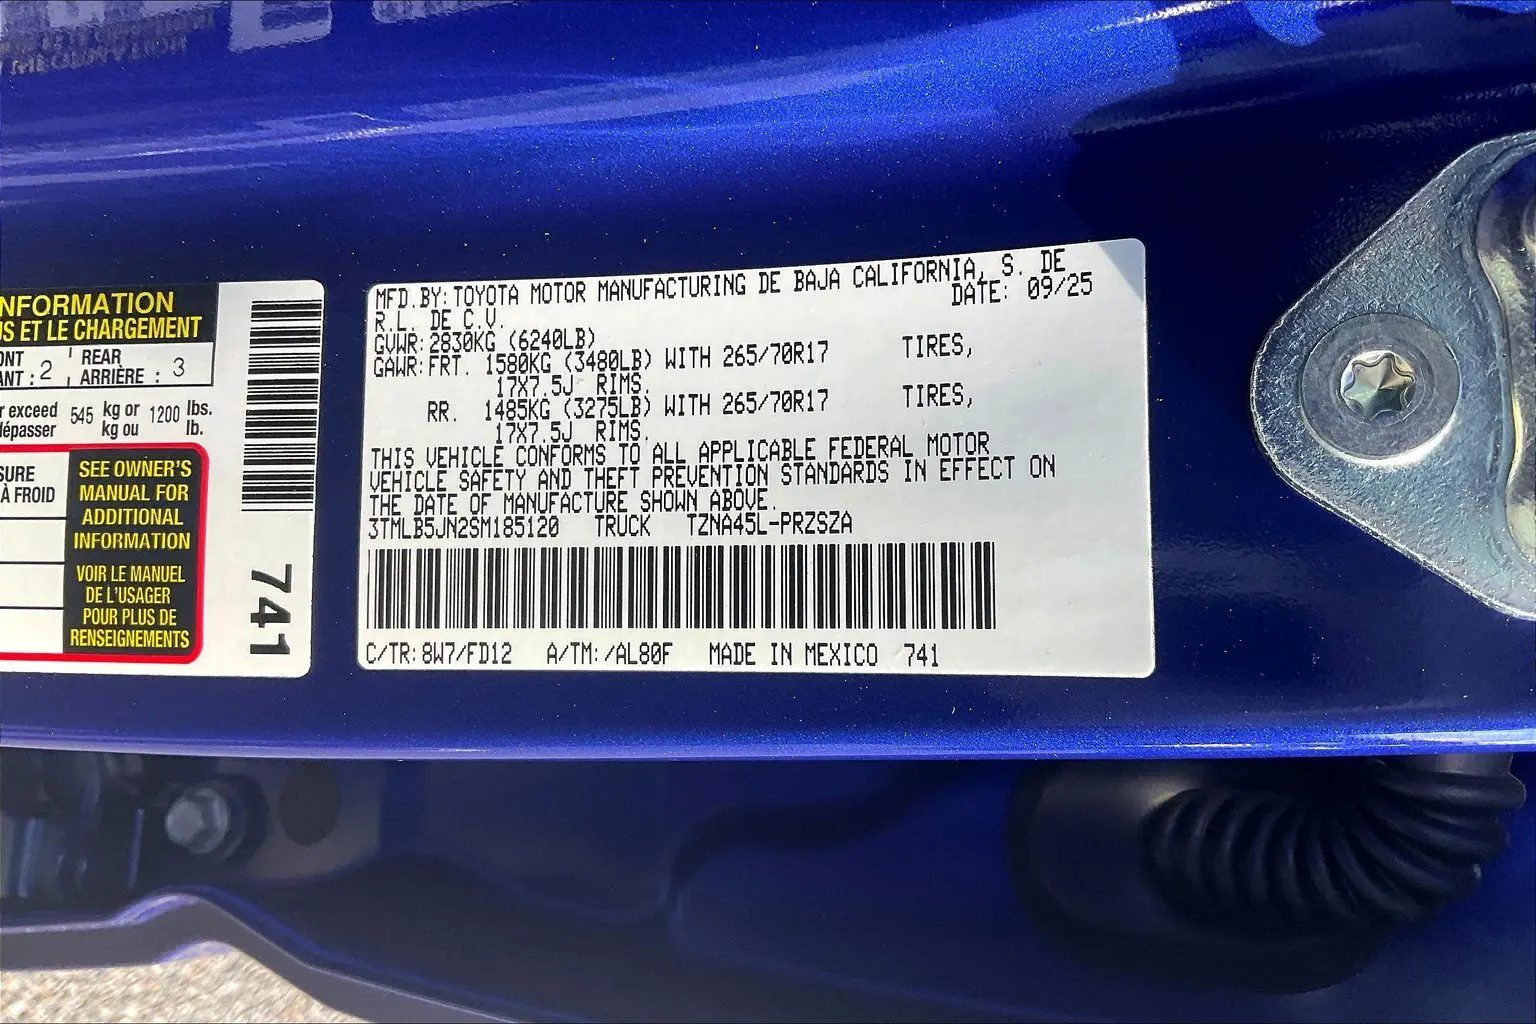 NFORMATION
US ET LE CHARGEMENT
ONT 2 REAR 3
ANT : ARRIÈRE :
r exceed 545 kg or 1200 lbs.
dépasser kg ou lb.
SURE
À FROID
SEE OWNER'S
MANUAL FOR
ADDITIONAL
INFORMATION
VOIR LE MANUEL
DE L'USAGER
POUR PLUS DE
RENSEIGNEMENTS
741
MFD.BY: TOYOTA MOTOR MANUFACTURING DE BAJA CALIFORNIA, S. DE
R.L. DE C.V. DATE: 09/25
GVWR: 2830KG (6240LB)
GAWR: FRT. 1580KG (3480LB) WITH 265/70R17 TIRES,
17X7.5J RIMS.
RR. 1485KG (3275LB) WITH 265/70R17 TIRES,
17X7.5J RIMS.
THIS VEHICLE CONFORMS TO ALL APPLICABLE FEDERAL MOTOR
VEHICLE SAFETY AND THEFT PREVENTION STANDARDS IN EFFECT ON
THE DATE OF MANUFACTURE SHOWN ABOVE.
3TMLB5JN2SM185120 TRUCK TZNA45L-PRZSZA
C/TR: 8W7/FD12 A/TM: /AL80F MADE IN MEXICO 741